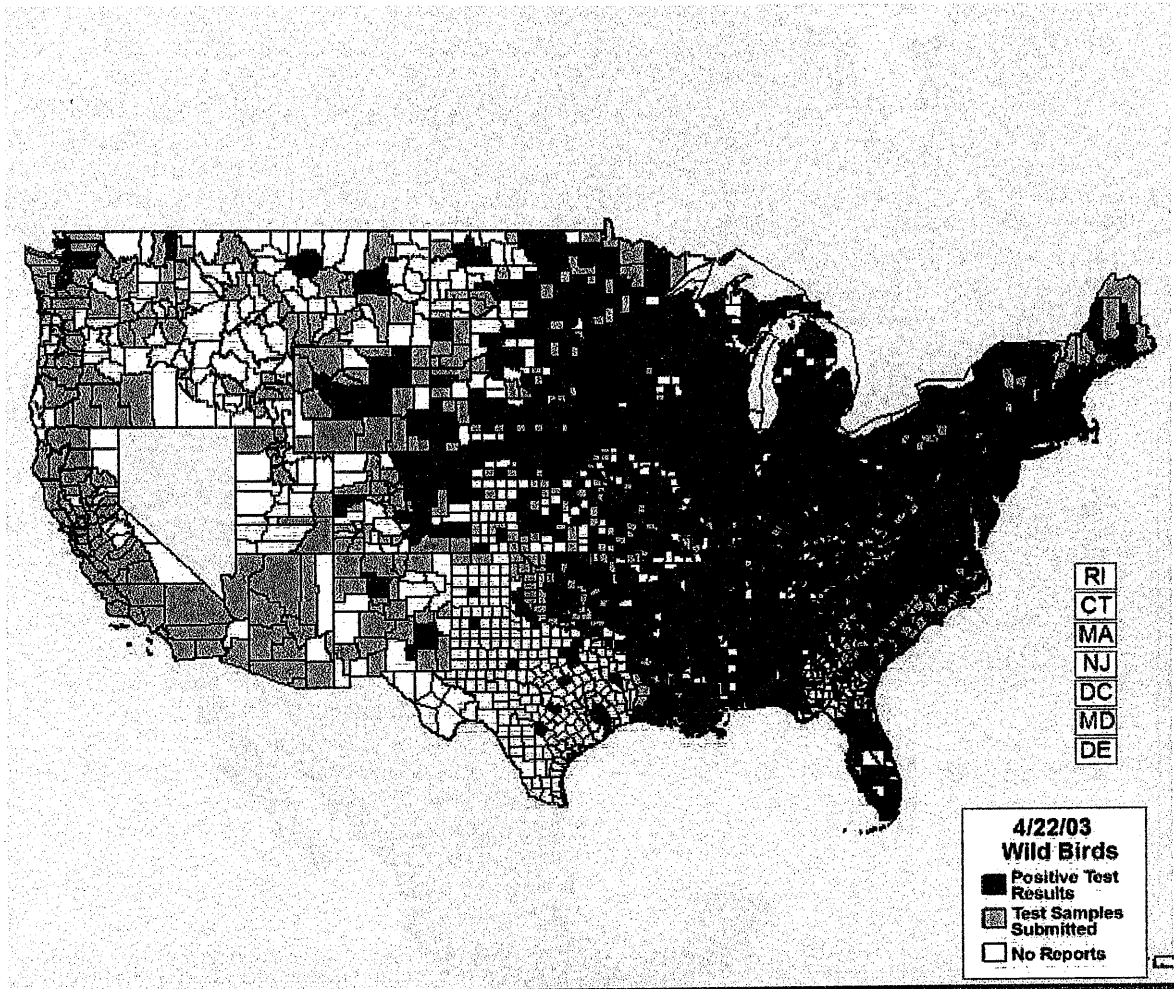 RI
CT
MA
NJ
DC
MD
DE
4/22/03
Wild Birds
Positive Test
Results
Test Samples
Submitted
No Reports